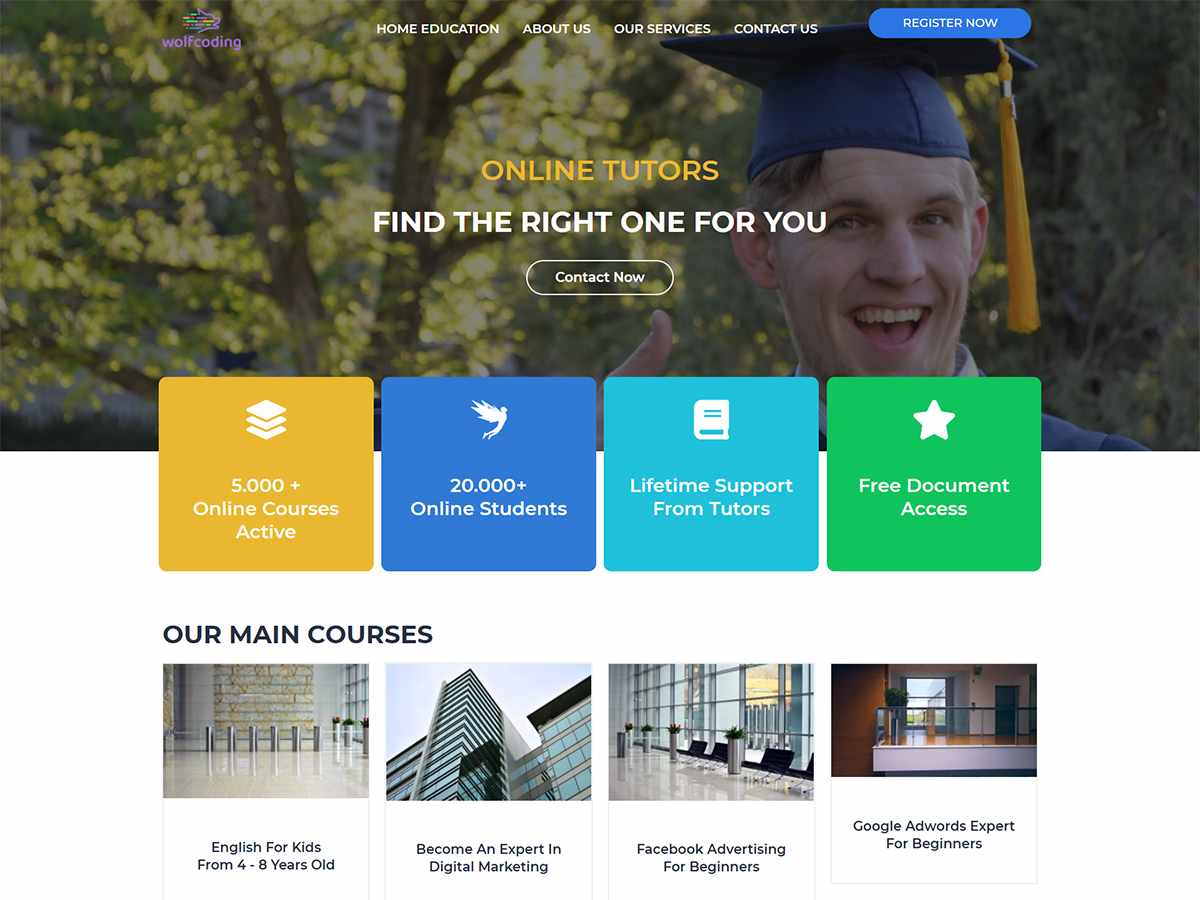 wolfcoding
HOME EDUCATION
ABOUT US
OUR SERVICES
CONTACT US
REGISTER NOW
ONLINE TUTORS
FIND THE RIGHT ONE FOR YOU
Contact Now
5.000 +
Online Courses
Active
20.000+
Online Students
Lifetime Support
From Tutors
Free Document
Access
OUR MAIN COURSES
English For Kids
From 4 - 8 Years Old
Become An Expert In
Digital Marketing
Facebook Advertising
For Beginners
Google Adwords Expert
For Beginners